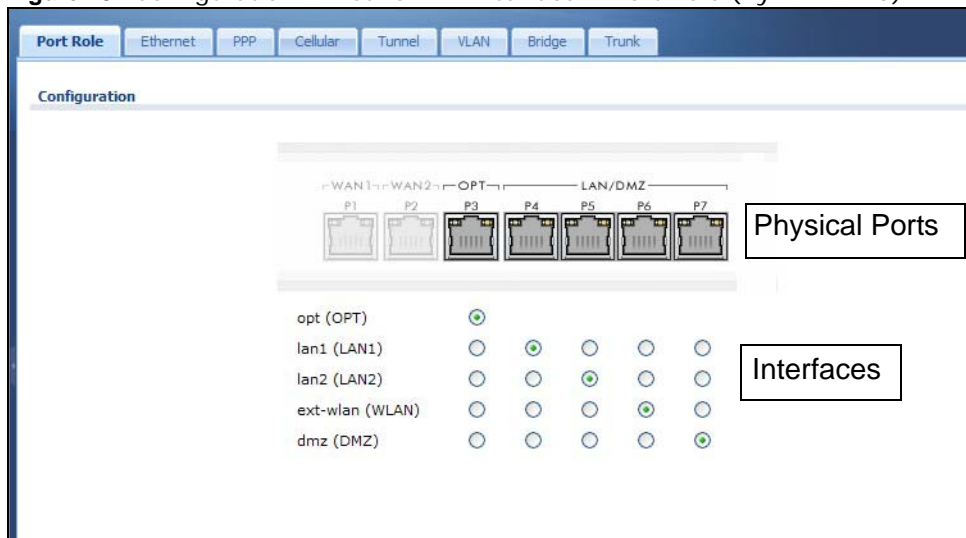 Port Role Ethernet PPP Cellular Tunnel VLAN Bridge Trunk
Configuration
WAN1 WAN2 OPT LAN/DMZ
P1 P2 P3 P4 P5 P6 P7
Physical Ports
opt (OPT)
lan1 (LAN1)
Interfaces
lan2 (LAN2)
ext-wlan (WLAN)
dmz (DMZ)